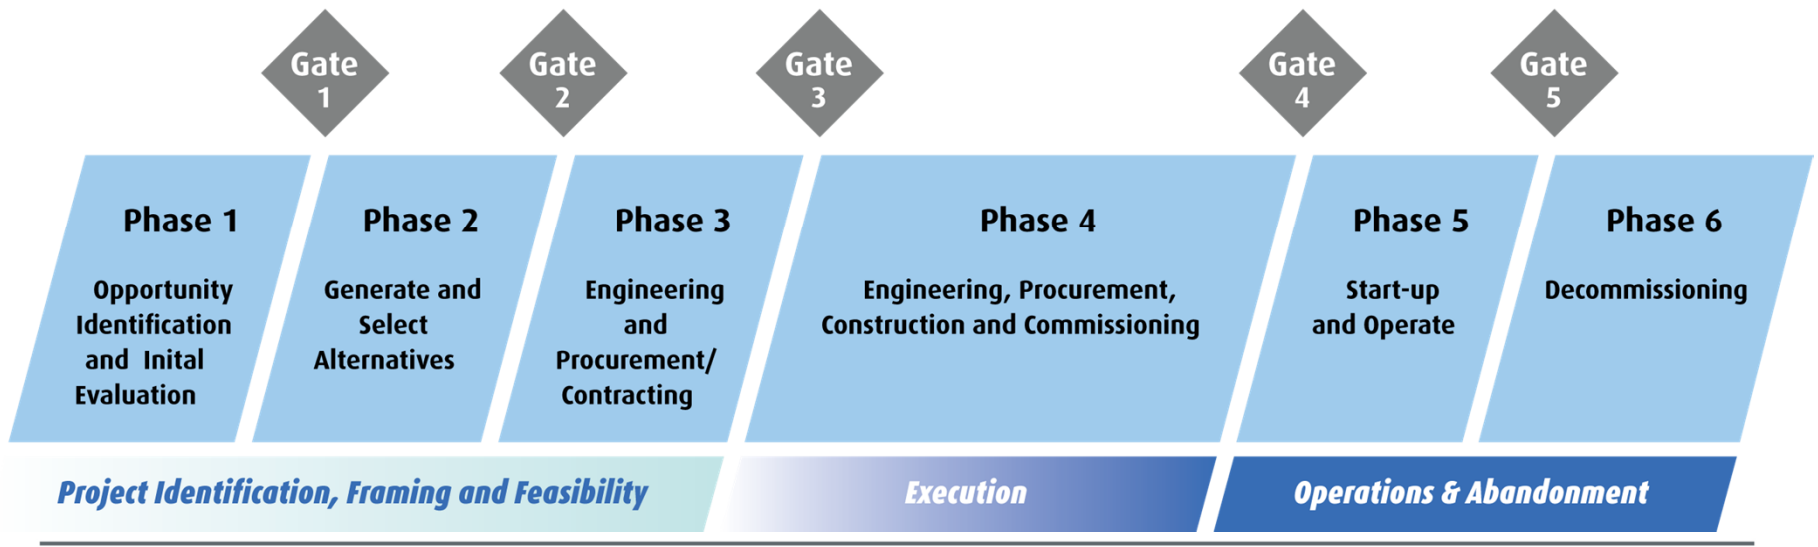 Gate
1
Gate
2
Gate
3
Gate
4
Gate
5
Phase 1
Opportunity
Identification
and Inital
Evaluation
Phase 2
Generate and
Select
Alternatives
Phase 3
Engineering
and
Procurement/
Contracting
Phase 4
Engineering, Procurement,
Construction and Commissioning
Phase 5
Start-up
and Operate
Phase 6
Decommissioning
Project Identification, Framing and Feasibility
Execution
Operations & Abandonment